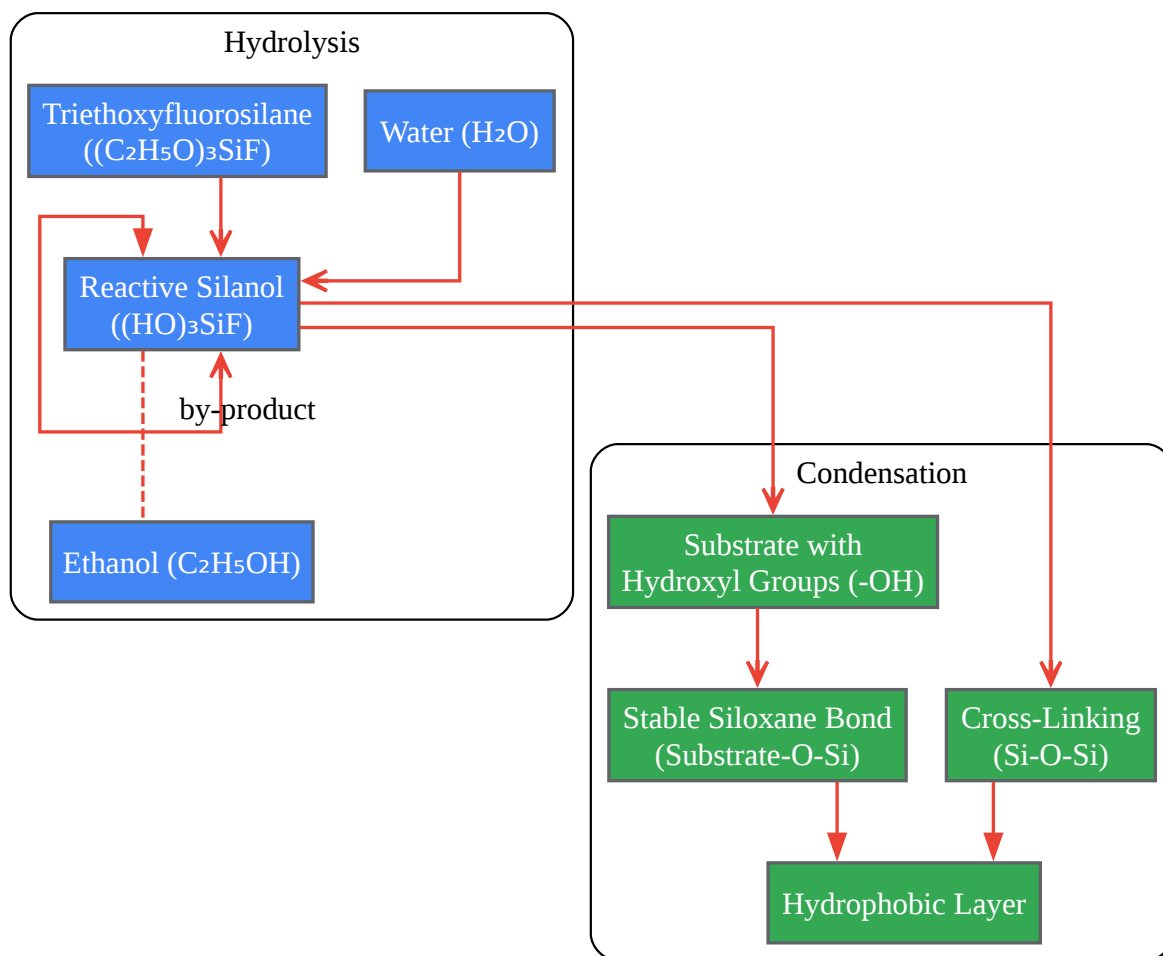 Hydrolysis
Triethoxyfluorosilane
((C₂H₅O)₃SiF)
Water (H₂O)
Reactive Silanol
((HO)₃SiF)
by-product
Ethanol (C₂H₅OH)
Condensation
Substrate with
Hydroxyl Groups (-OH)
Stable Siloxane Bond
(Substrate-O-Si)
Cross-Linking
(Si-O-Si)
Hydrophobic Layer